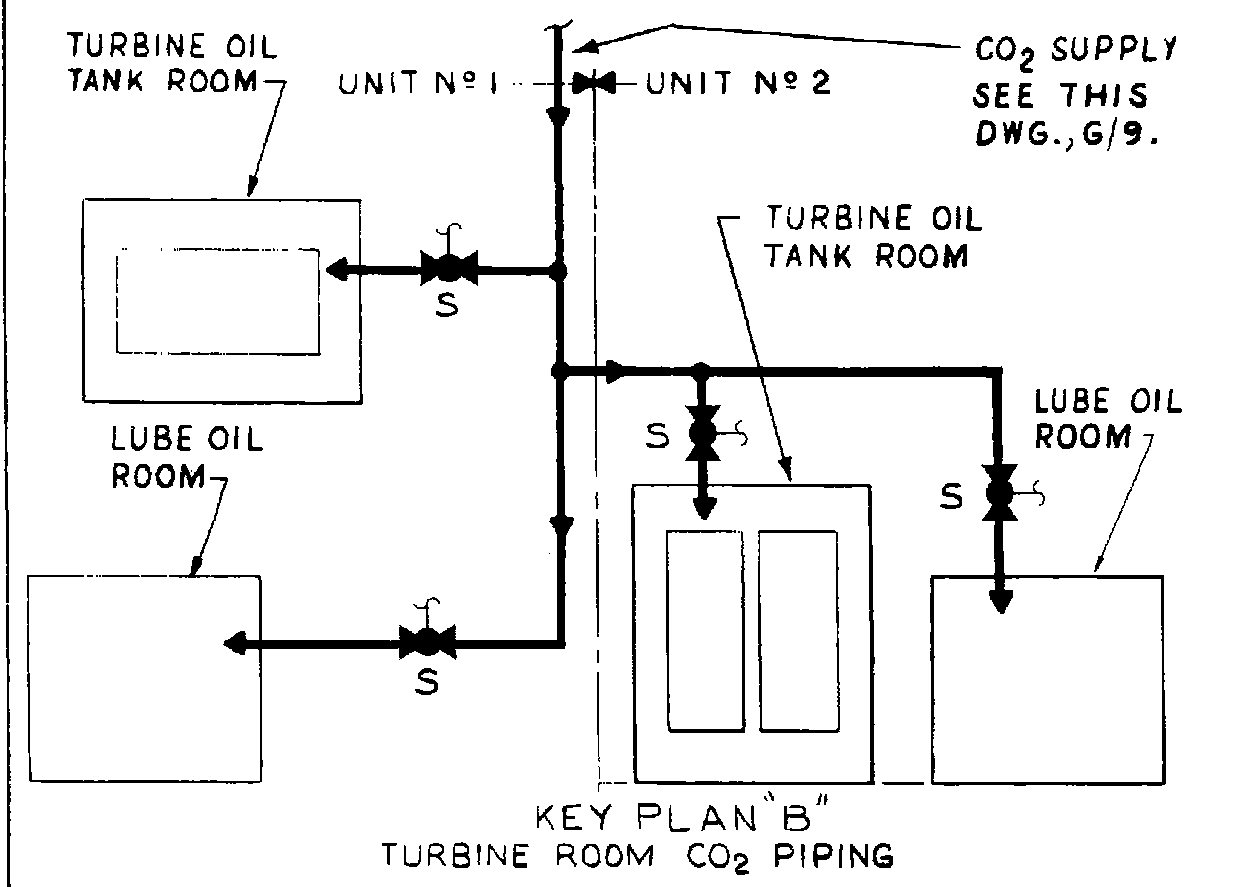 TURBINE OIL
TANK ROOM
UNIT Nº 1
UNIT Nº 2
CO₂ SUPPLY
SEE THIS
DWG., G/9.
TURBINE OIL
TANK ROOM
S
S
LUBE OIL
ROOM
LUBE OIL
ROOM
S
S
KEY PLAN "B"
TURBINE ROOM CO₂ PIPING